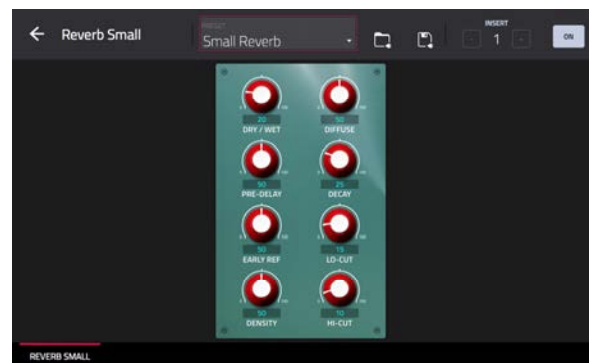 Reverb Small
PRESET
Small Reverb
INSERT
- 1 +
ON
20 50
DRY / WET DIFFUSE
50 25
PRE-DELAY DECAY
50 15
EARLY REF LO-CUT
50 10
DENSITY HI-CUT
REVERB SMALL